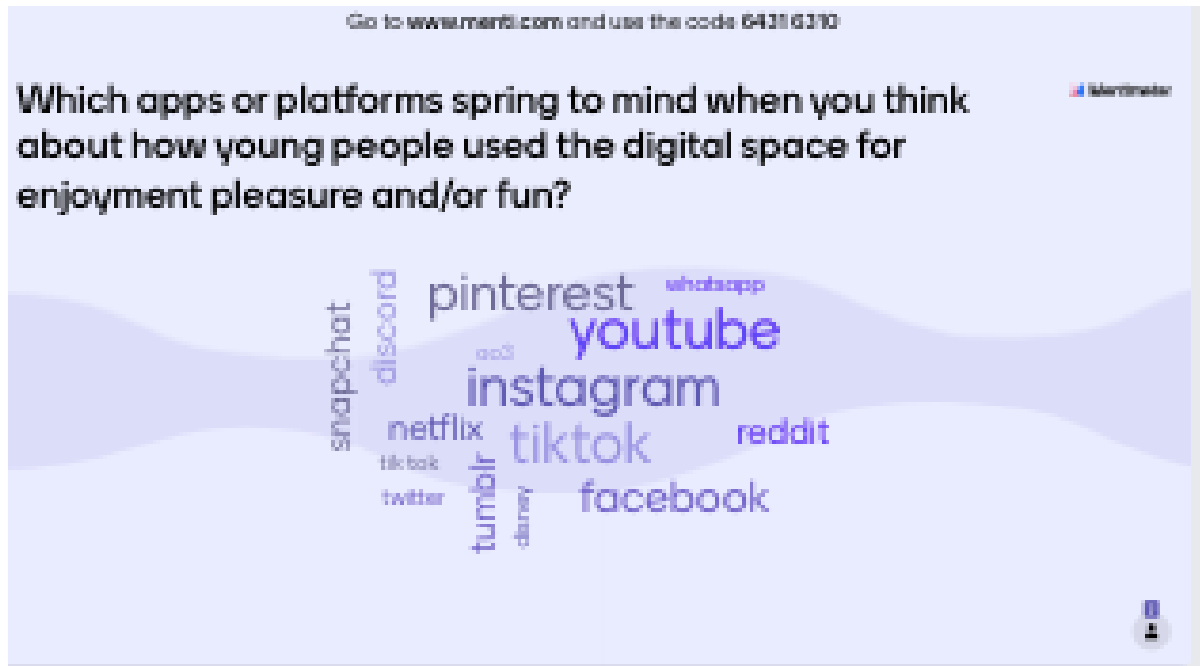 Go to www.menti.com and use the code 6431 6310
Which apps or platforms spring to mind when you think
about how young people used the digital space for
enjoyment pleasure and/or fun?
Mentimeter
pinterest
whatsapp
discord
snapchat
youtube
ao3
instagram
netflix
tiktok
reddit
tik tok
twitter
tumblr
disney
facebook